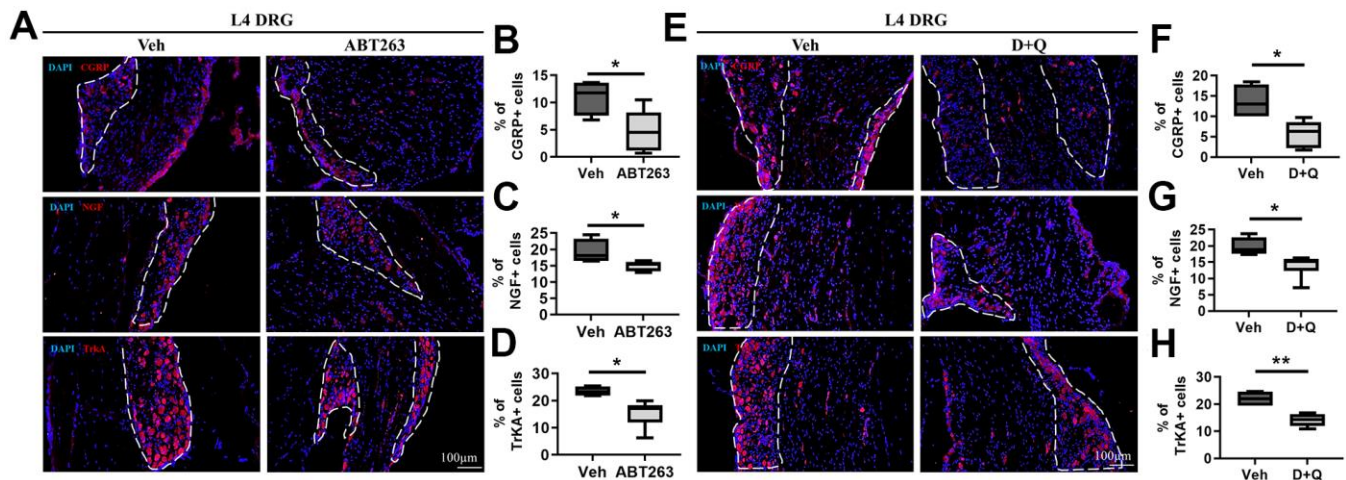 A
L4 DRG
Veh ABT263
DAPI CGRP
DAPI NGF
DAPI TrkA
100μm
B
*
% of
CGRP+ cells
15
10
5
0
Veh ABT263
C
*
% of
NGF+ cells
25
20
15
10
5
0
Veh ABT263
D
*
% of
TrKA+ cells
30
20
10
0
Veh ABT263
E
L4 DRG
Veh D+Q
DAPI CGRP
DAPI
DAPI
100μm
F
*
% of
CGRP+ cells
20
15
10
5
0
Veh D+Q
G
*
% of
NGF+ cells
25
20
15
10
5
0
Veh D+Q
H
**
% of
TrKA+ cells
30
20
10
0
Veh D+Q